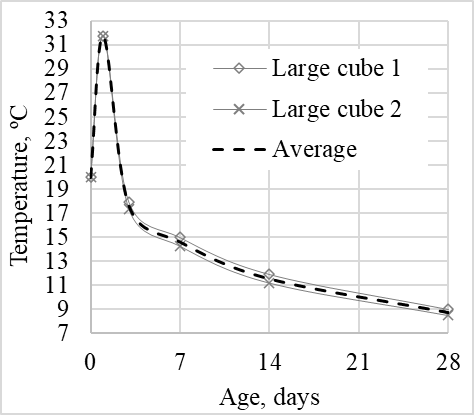 33
31
29
27
25
23
21
19
17
15
13
11
9
7
Temperature, ºC
Large cube 1
Large cube 2
Average
0 7 14 21 28
Age, days